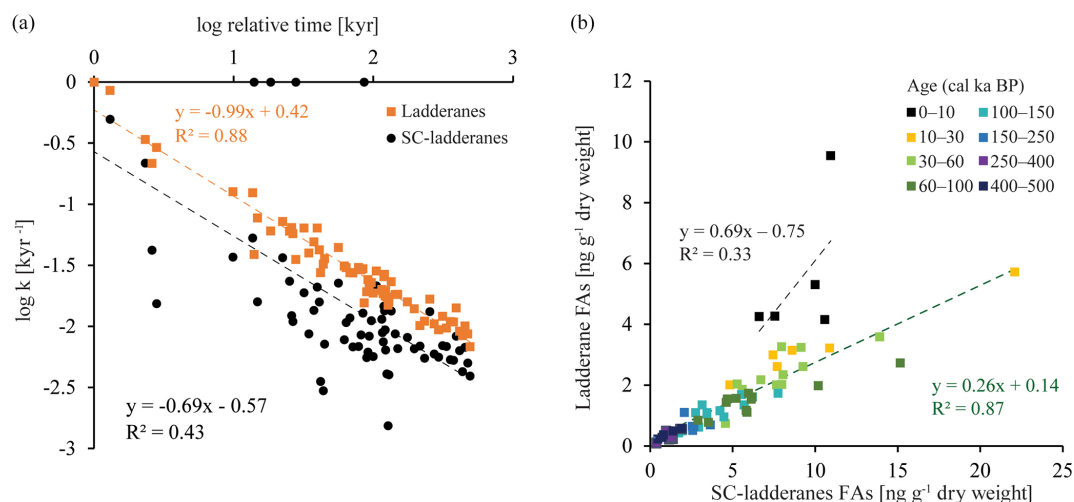 (a)
log relative time [kyr]
0 1 2 3
0
-0.5
-1
-1.5
-2
-2.5
-3
log k [kyr ⁻¹]
y = -0.99x + 0.42
R² = 0.88
Ladderanes
SC-ladderanes
y = -0.69x - 0.57
R² = 0.43
(b)
12
10
8
6
4
2
0
Ladderane FAs [ng g⁻¹ dry weight]
Age (cal ka BP)
0–10 100–150
10–30 150–250
30–60 250–400
60–100 400–500
y = 0.69x – 0.75
R² = 0.33
y = 0.26x + 0.14
R² = 0.87
0 5 10 15 20 25
SC-ladderanes FAs [ng g⁻¹ dry weight]